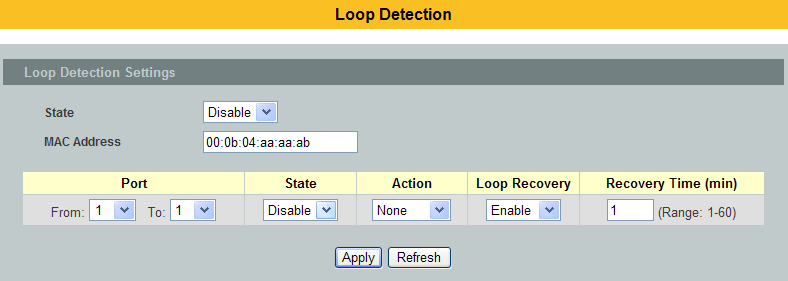 Loop Detection
Loop Detection Settings
State Disable
MAC Address 00:0b:04:aa:aa:ab
Port State Action Loop Recovery Recovery Time (min)
From: 1 To: 1 Disable None Enable 1 (Range: 1-60)
Apply Refresh